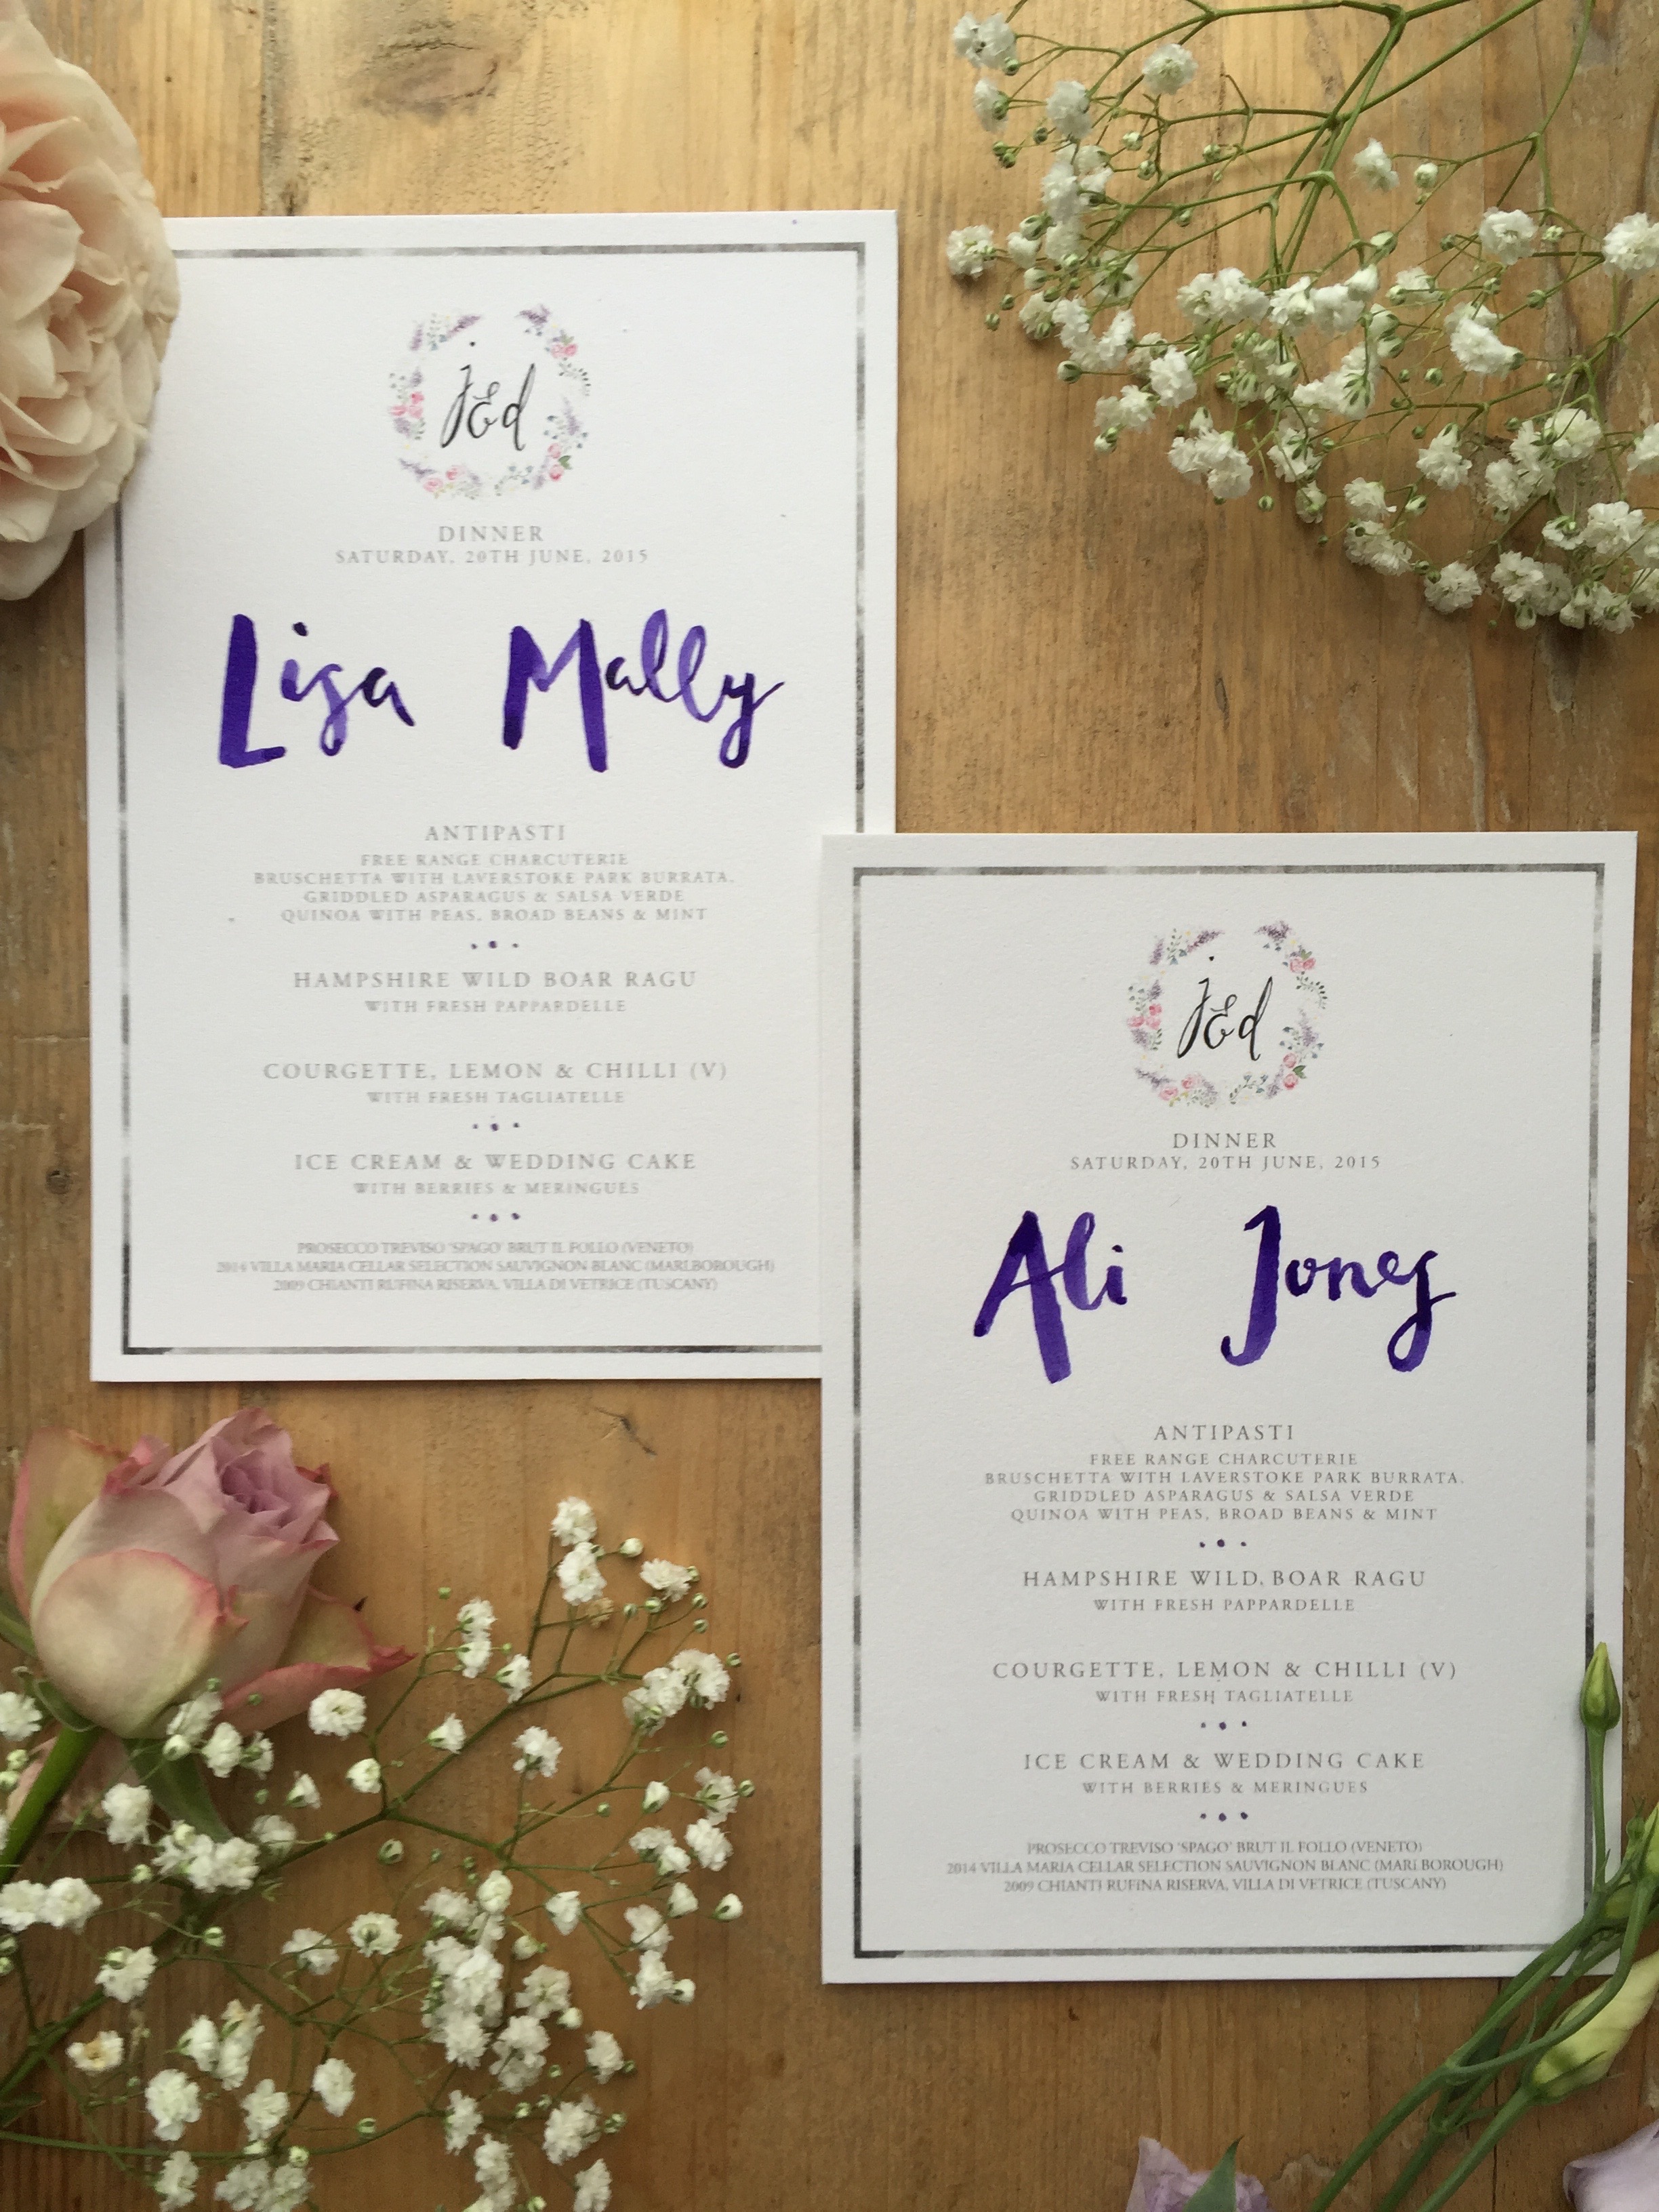 j & d
DINNER
SATURDAY, 20TH JUNE, 2015
Lisa Mally
ANTIPASTI
FREE RANGE CHARCUTERIE
BRUSCHETTA WITH LAVERSTOKE PARK BURRATA,
GRIDDLED ASPARAGUS & SALSA VERDE
QUINOA WITH PEAS, BROAD BEANS & MINT
HAMPSHIRE WILD BOAR RAGU
WITH FRESH PAPPARDELLE
COURGETTE, LEMON & CHILLI (V)
WITH FRESH TAGLIATELLE
ICE CREAM & WEDDING CAKE
WITH BERRIES & MERINGUES
PROSECCO TREVISO 'SPAGO' BRUT IL FOLLO (VENETO)
2014 VILLA MARIA CELLAR SELECTION SAUVIGNON BLANC (MARLBOROUGH)
2009 CHIANTI RUFINA RISERVA, VILLA DI VETRICE (TUSCANY)
j & d
DINNER
SATURDAY, 20TH JUNE, 2015
Ali Jones
ANTIPASTI
FREE RANGE CHARCUTERIE
BRUSCHETTA WITH LAVERSTOKE PARK BURRATA,
GRIDDLED ASPARAGUS & SALSA VERDE
QUINOA WITH PEAS, BROAD BEANS & MINT
HAMPSHIRE WILD BOAR RAGU
WITH FRESH PAPPARDELLE
COURGETTE, LEMON & CHILLI (V)
WITH FRESH TAGLIATELLE
ICE CREAM & WEDDING CAKE
WITH BERRIES & MERINGUES
PROSECCO TREVISO 'SPAGO' BRUT IL FOLLO (VENETO)
2014 VILLA MARIA CELLAR SELECTION SAUVIGNON BLANC (MARLBOROUGH)
2009 CHIANTI RUFINA RISERVA, VILLA DI VETRICE (TUSCANY)